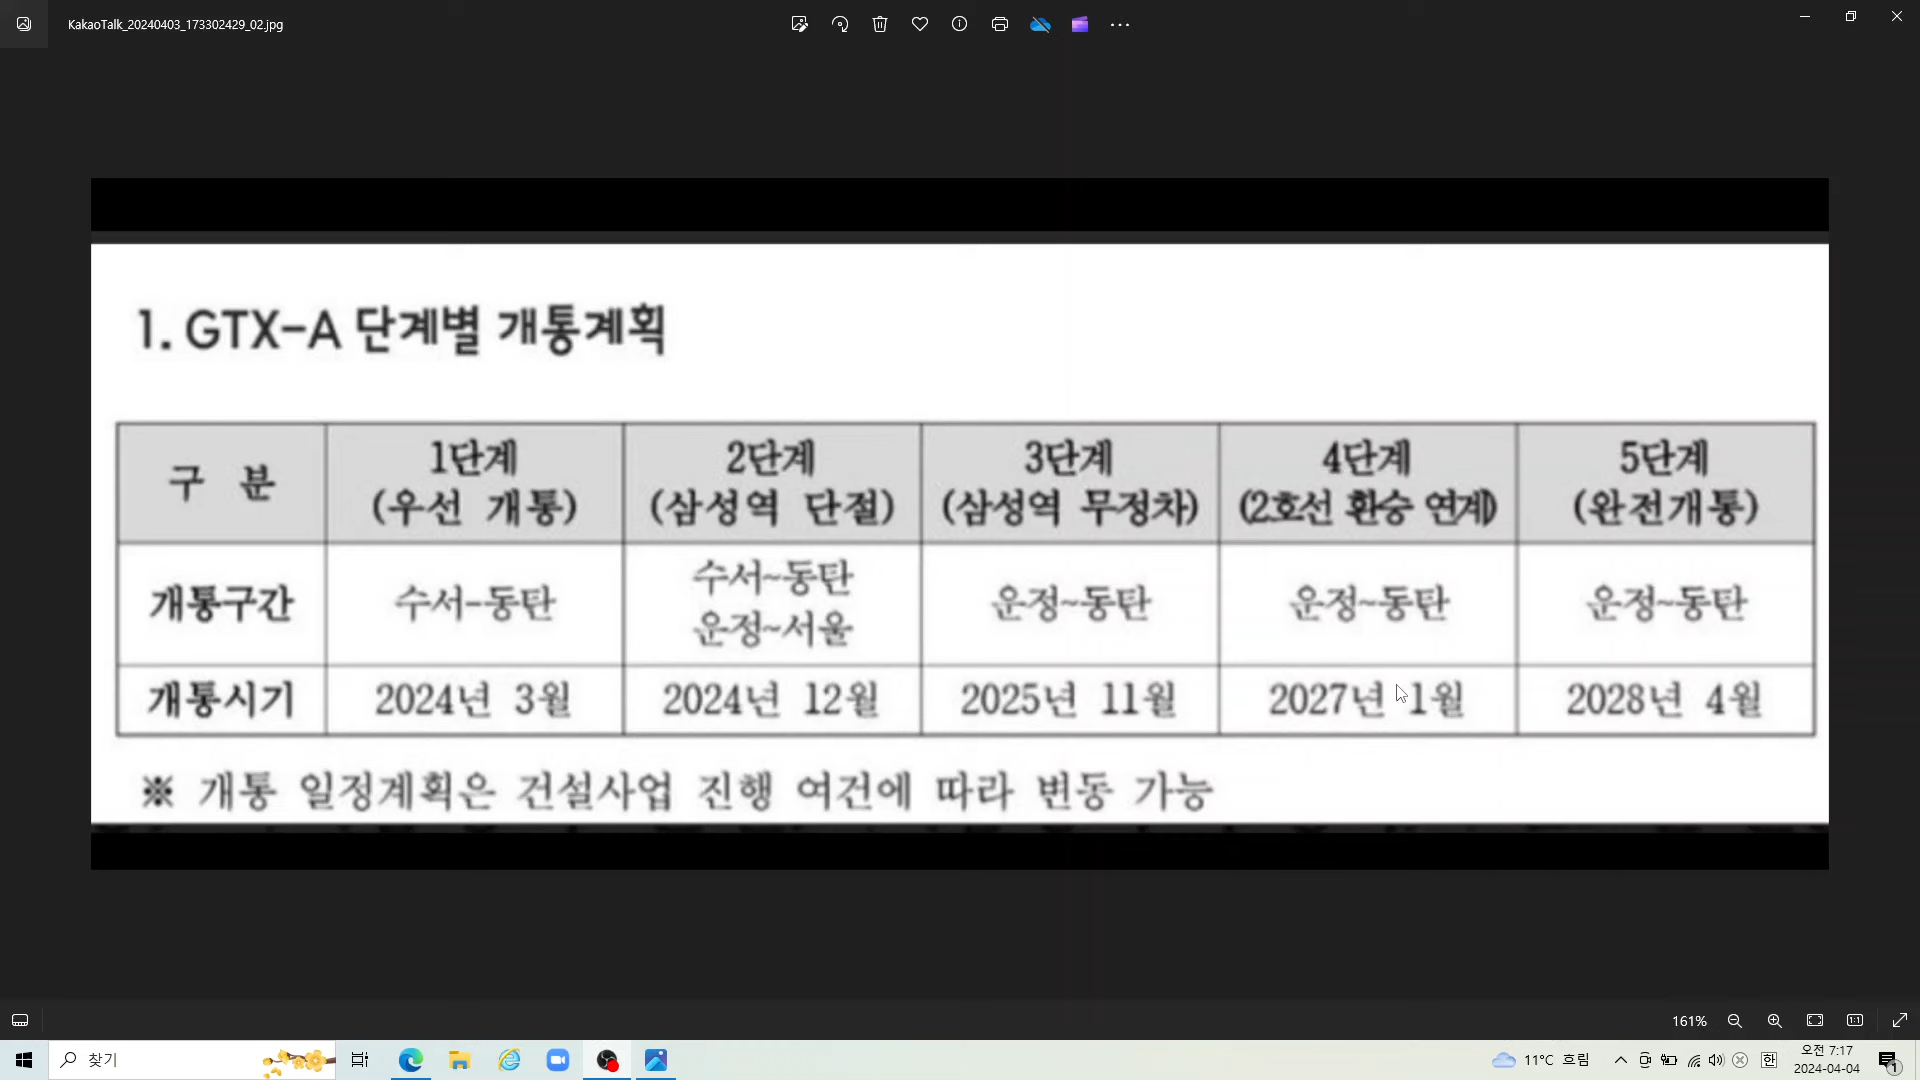 KakaoTalk_20240403_173302429_02.jpg
1. GTX-A 단계별 개통계획
구 분
1단계
(우선 개통)
2단계
(삼성역 단절)
3단계
(삼성역 무정차)
4단계
(2호선 환승 연계)
5단계
(완전개통)
개통구간
수서-동탄
수서~동탄
운정~서울
운정~동탄
운정~동탄
운정~동탄
개통시기
2024년 3월
2024년 12월
2025년 11월
2027년 1월
2028년 4월
※ 개통 일정계획은 건설사업 진행 여건에 따라 변동 가능
161%
찾기
11°C 흐림
한
오전 7:17
2024-04-04
1